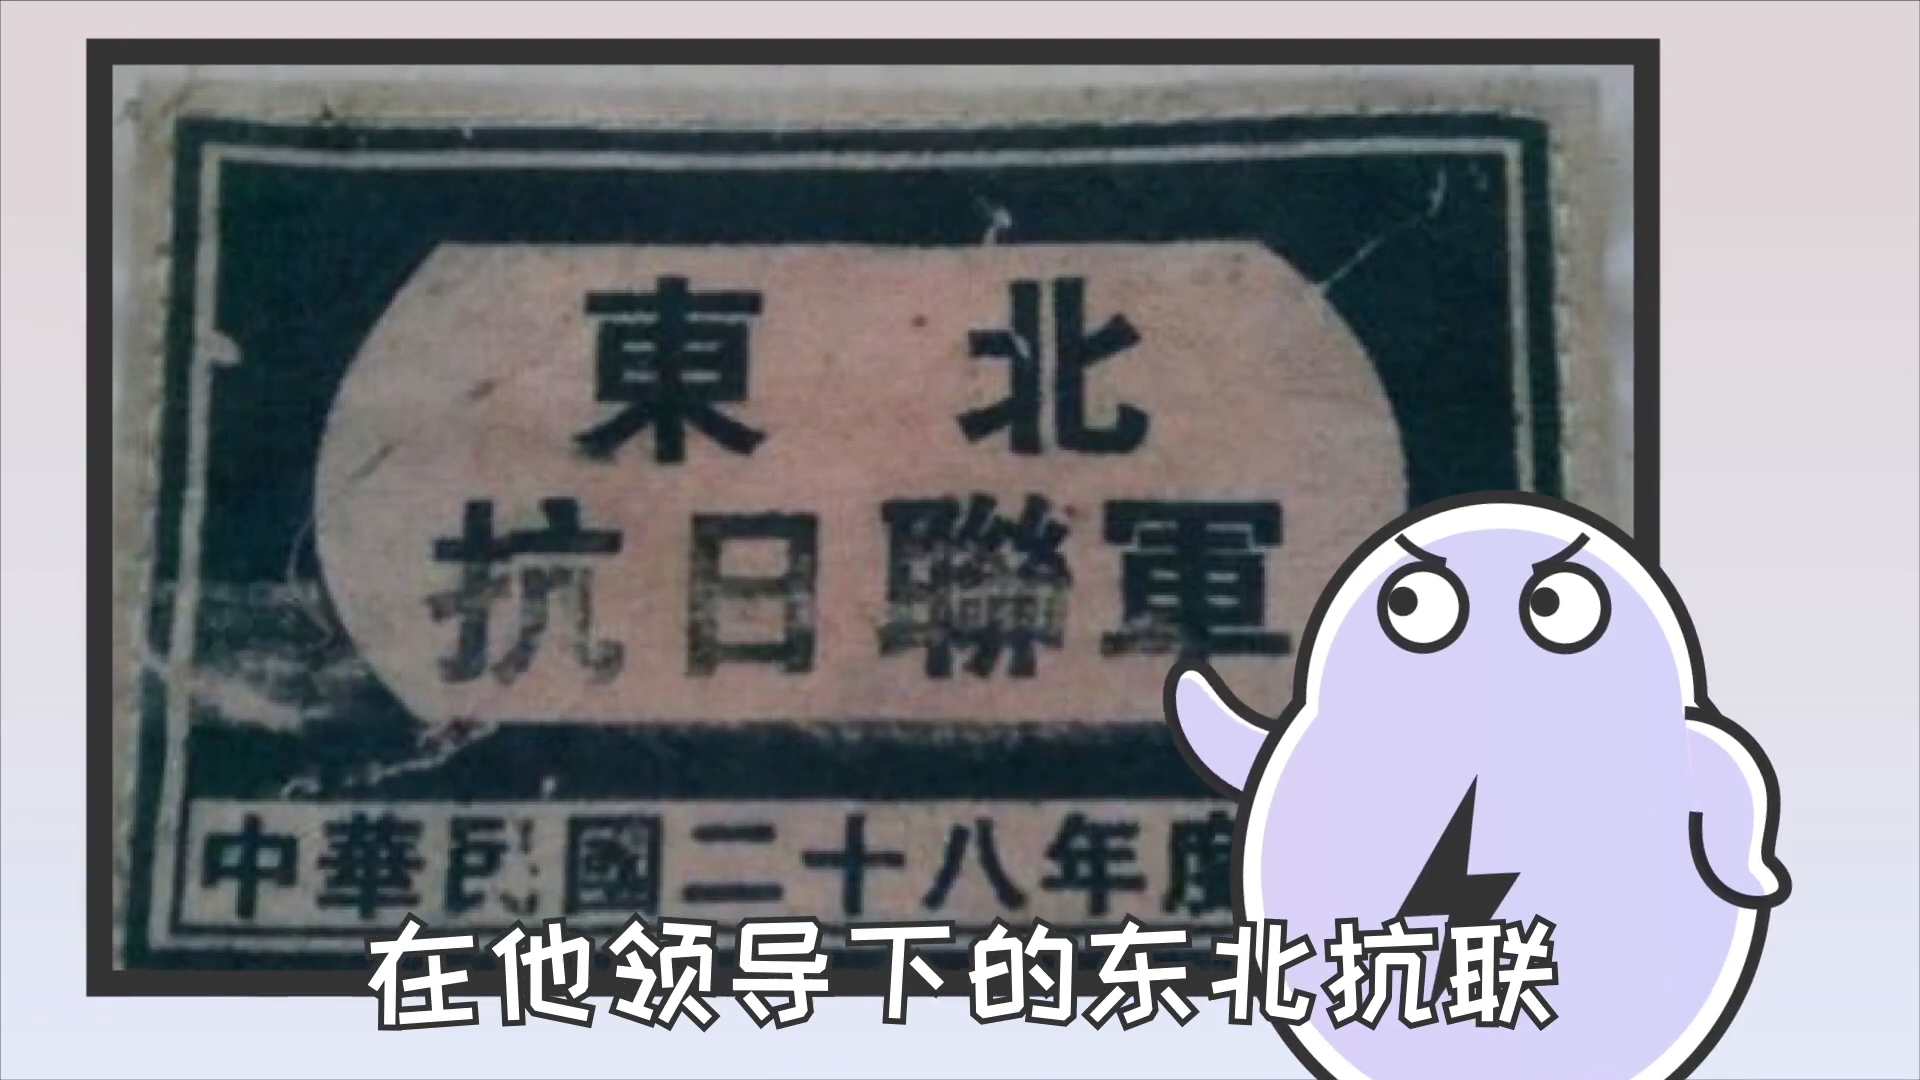 東北
抗日聯軍
中華民國二十八年度
在他领导下的东北抗联